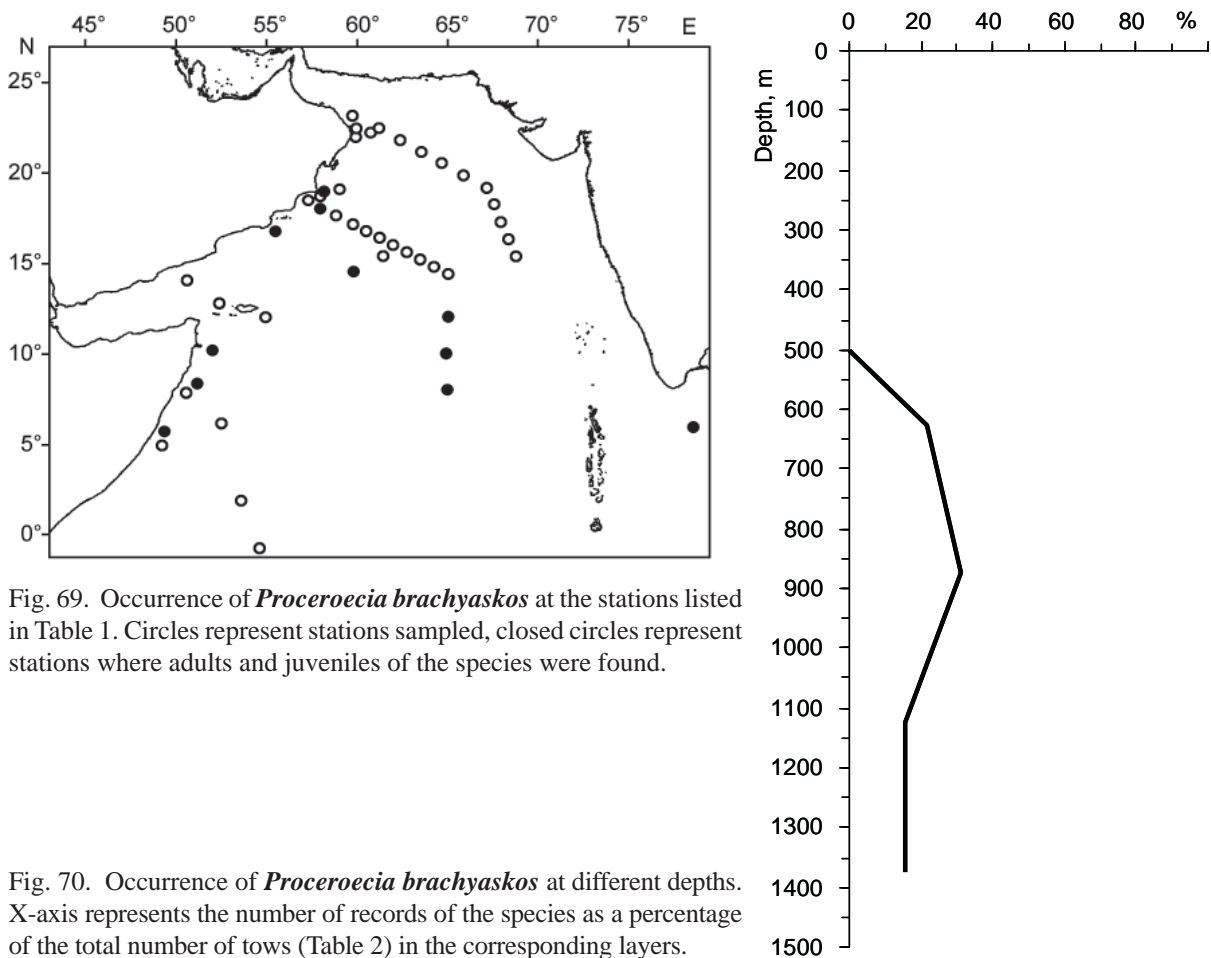 45° 50° 55° 60° 65° 70° 75° E
N
25°
20°
15°
10°
5°
0°
Fig. 69. Occurrence of Proceroecia brachyaskos at the stations listed
in Table 1. Circles represent stations sampled, closed circles represent
stations where adults and juveniles of the species were found.
Fig. 70. Occurrence of Proceroecia brachyaskos at different depths.
X-axis represents the number of records of the species as a percentage
of the total number of tows (Table 2) in the corresponding layers.
0 20 40 60 80 %
Depth, m
0
100
200
300
400
500
600
700
800
900
1000
1100
1200
1300
1400
1500